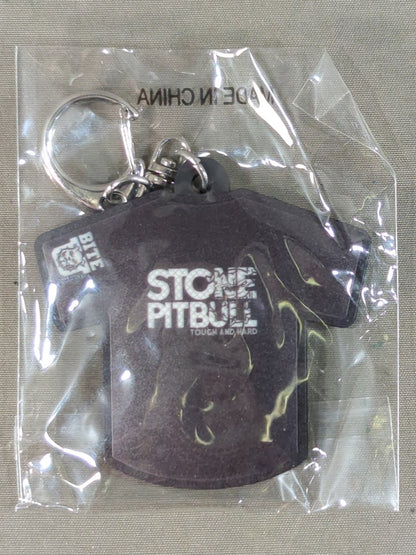 MADE IN CHINA
BITE
STONE
PITBULL
TOUGH AND HARD